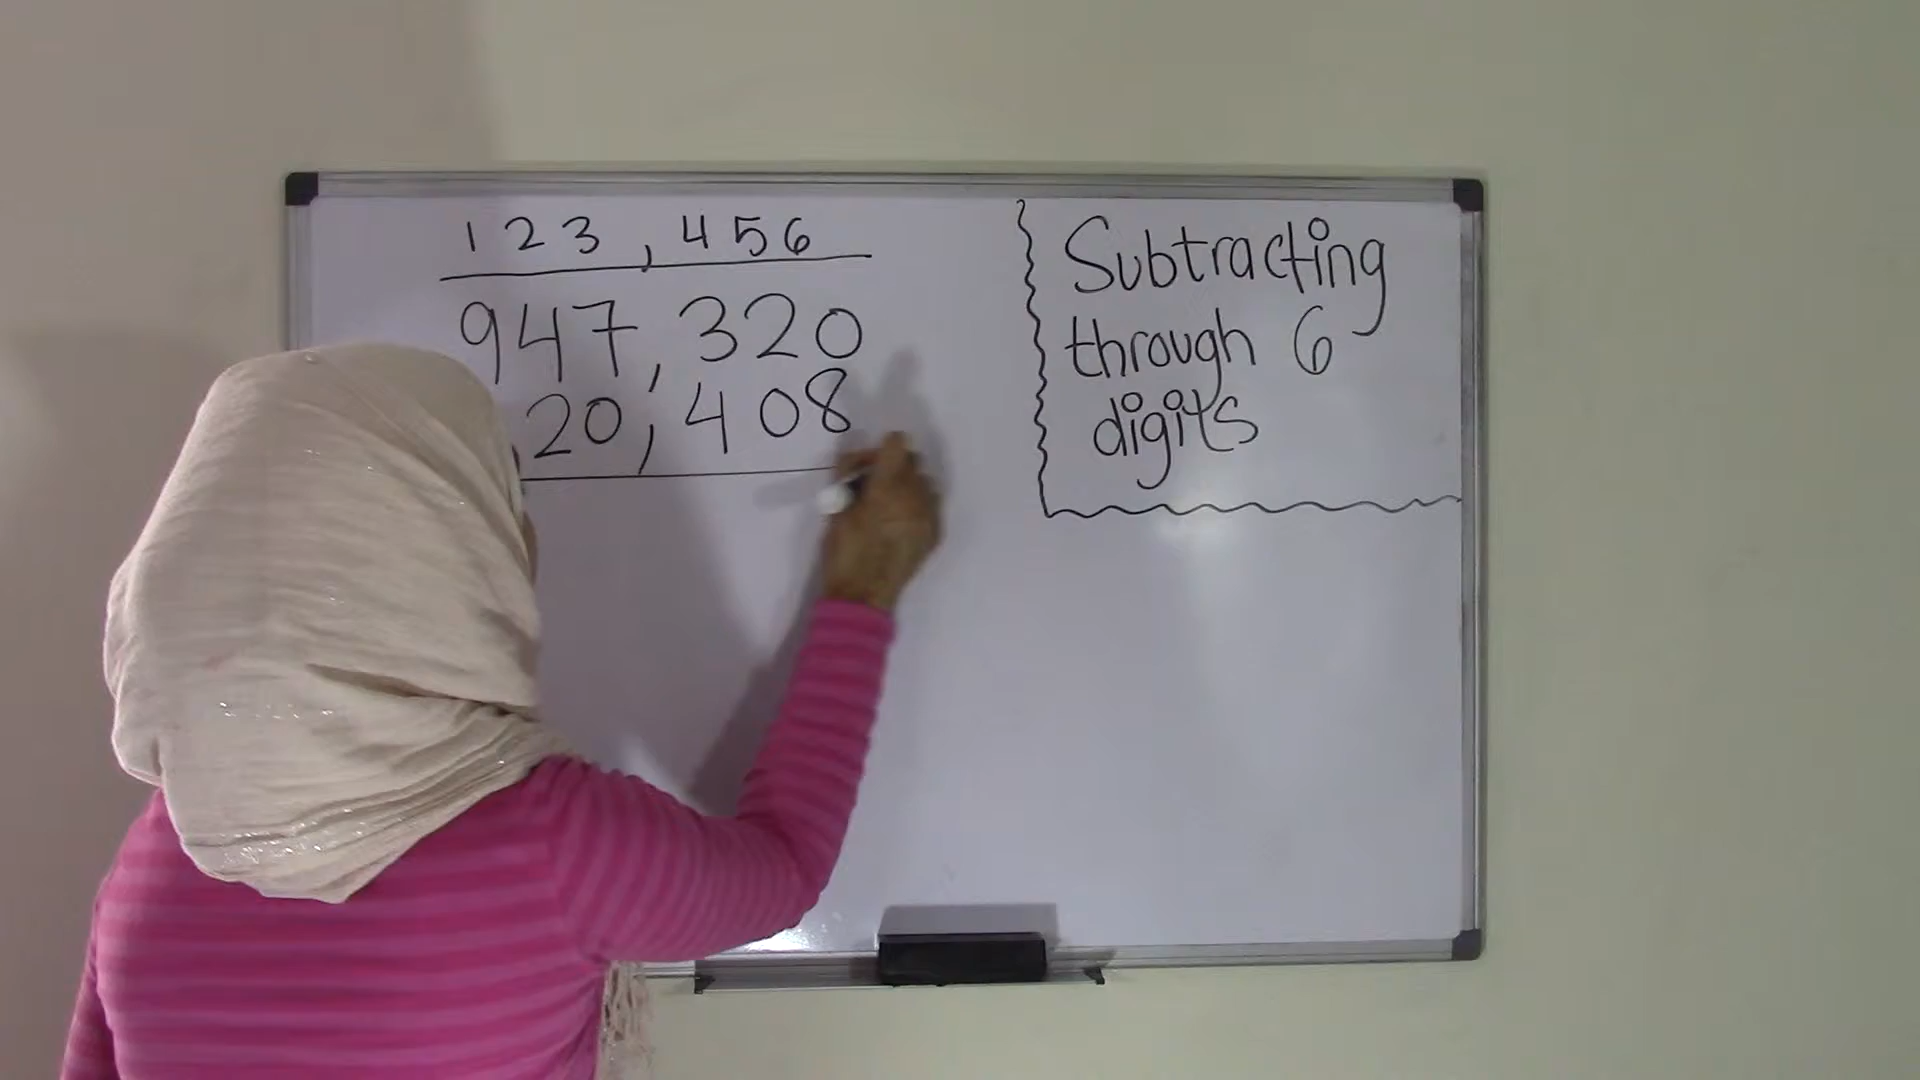 123,456
947,320
20,408
Subtracting
through 6
digits